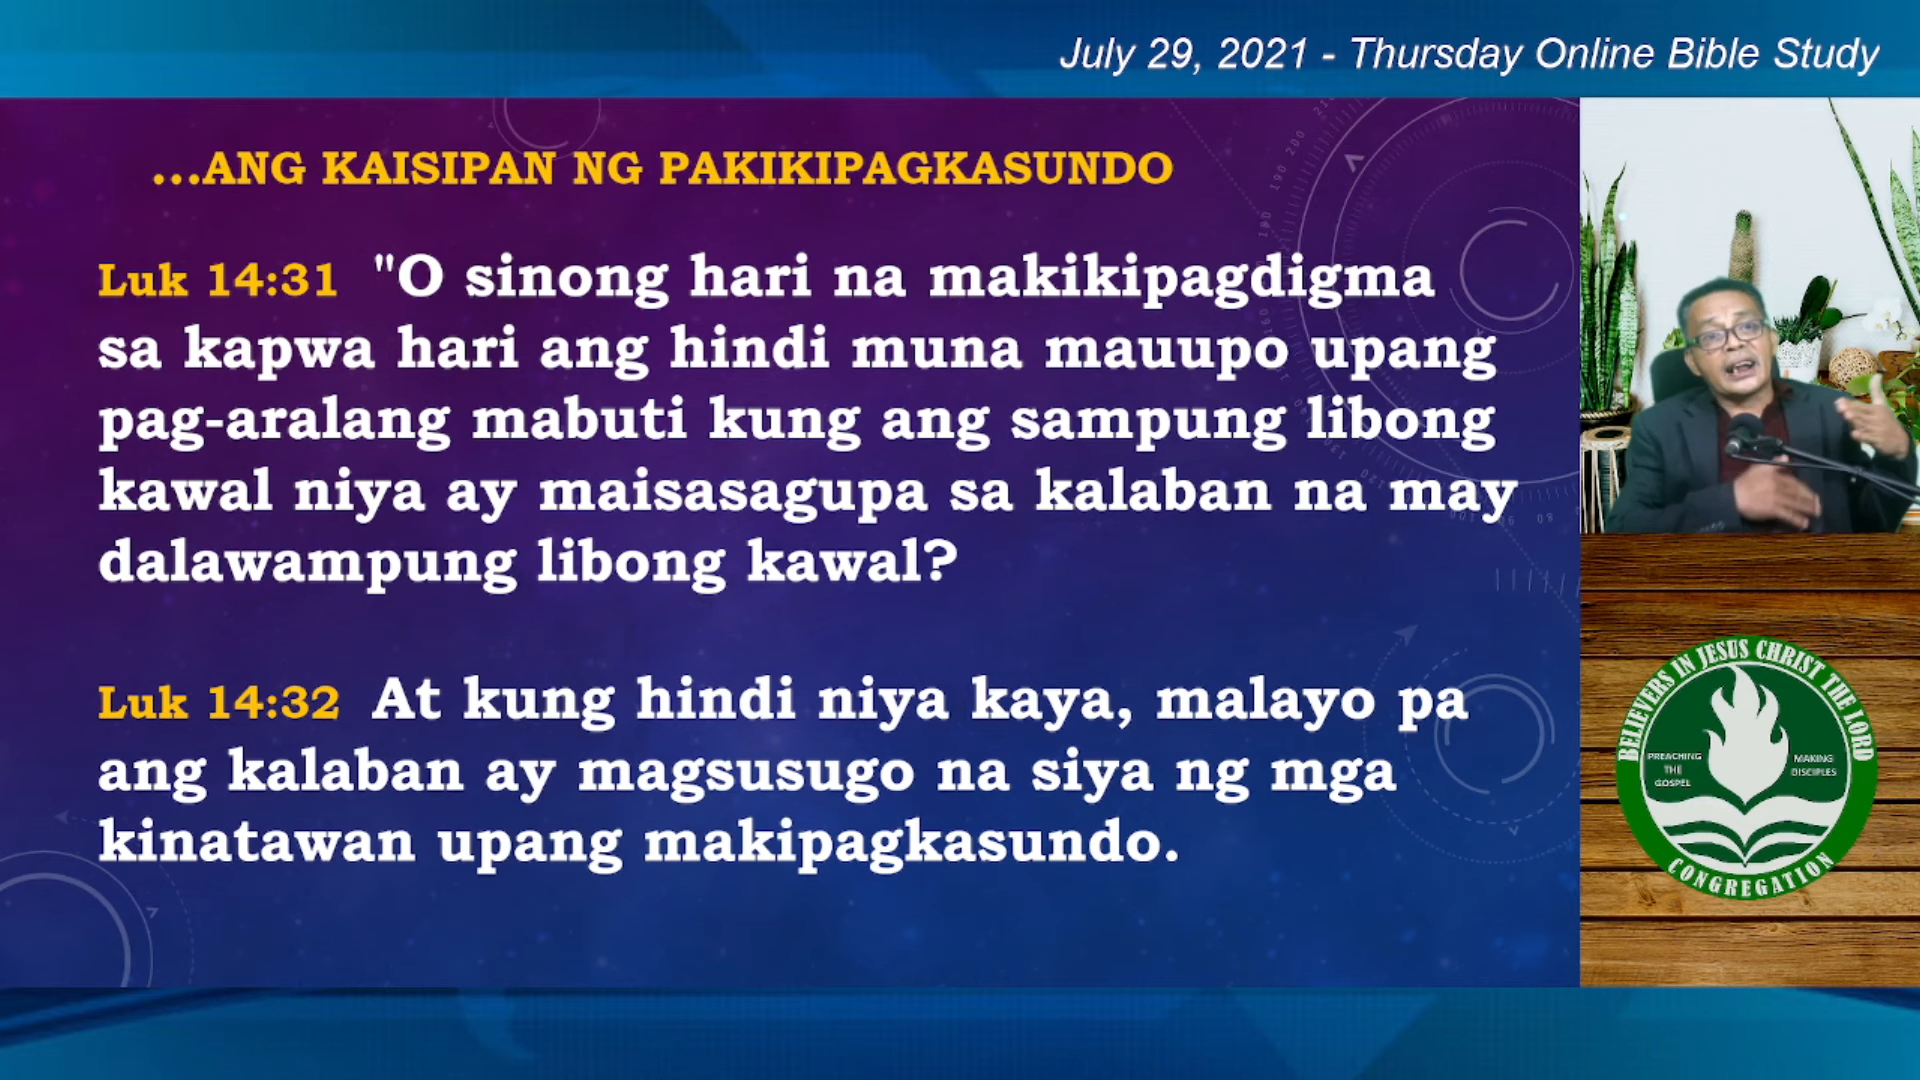 July 29, 2021 - Thursday Online Bible Study
...ANG KAISIPAN NG PAKIKIPAGKASUNDO
Luk 14:31 "O sinong hari na makikipagdigma
sa kapwa hari ang hindi muna mauupo upang
pag-aralang mabuti kung ang sampung libong
kawal niya ay maisasagupa sa kalaban na may
dalawampung libong kawal?
Luk 14:32 At kung hindi niya kaya, malayo pa
ang kalaban ay magsusugo na siya ng mga
kinatawan upang makipagkasundo.
BELIEVERS IN JESUS CHRIST THE LORD
PREACHING
THE
GOSPEL
MAKING
DISCIPLES
CONGREGATION